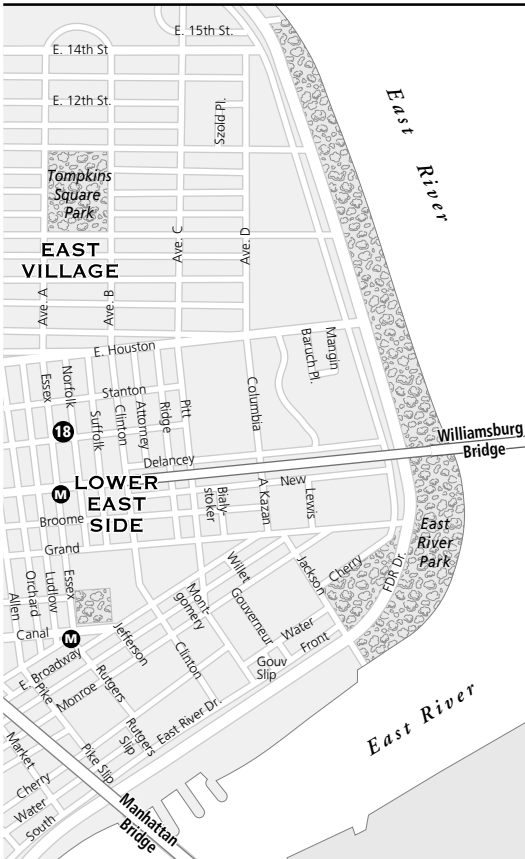 E. 15th St.
E. 14th St
E. 12th St.
Szold Pl.
East River
Tompkins
Square
Park
Ave. C
Ave. D
EAST
VILLAGE
Ave. A
Ave. B
E. Houston
Mangin
Baruch Pl.
Essex
Norfolk
Stanton
Suffolk
Clinton
Attorney
Ridge
Pitt
Columbia
18
Williamsburg
Bridge
Delancey
M
LOWER
EAST
SIDE
Broome
Bialy-
stoker
A. Kazan
New
Lewis
East
River
Park
Grand
Willet
Jackson
Cherry
FDR Dr.
Allen
Orchard
Ludlow
Essex
Mont
gomery
Gouverneur
Water
Front
Canal
M
Jefferson
Clinton
Gouv
Slip
E. Broadway
Pike
Monroe
Rutgers
Rutgers
Slip
East River Dr.
East River
Market
Pike Slip
Cherry
Water
South
Manhattan
Bridge